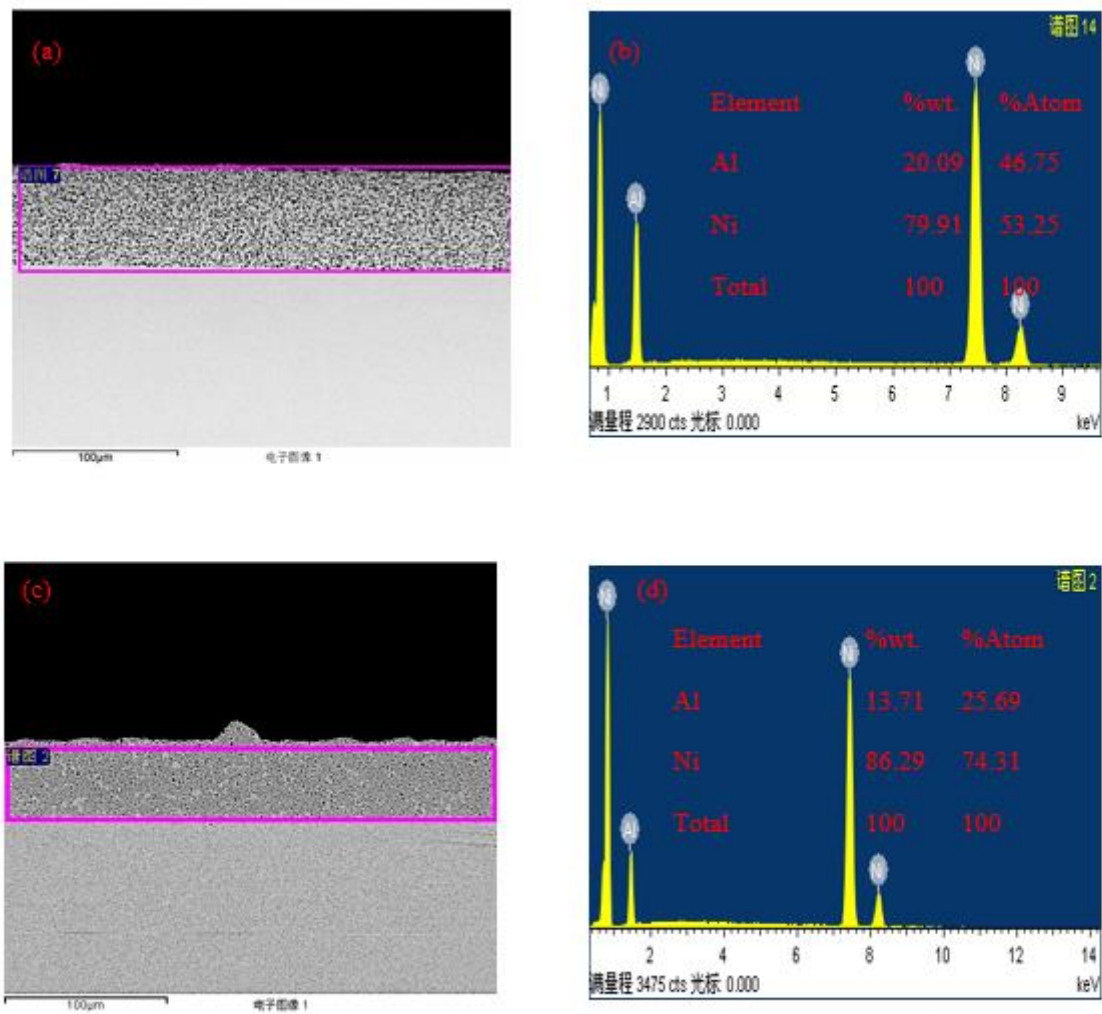 (a)
谱图 7
100μm
电子图像 1
(b)
谱图 14
Ni
Al
Ni
Ni
Element %wt. %Atom
Al 20.09 46.75
Ni 79.91 53.25
Total 100 100
1 2 3 4 5 6 7 8 9
满量程 2900 cts 光标: 0.000 keV
(c)
谱图 2
100μm
电子图像 1
(d)
谱图 2
Ni
Al
Ni
Ni
Element %wt. %Atom
Al 13.71 25.69
Ni 86.29 74.31
Total 100 100
2 4 6 8 10 12 14
满量程 3475 cts 光标: 0.000 keV